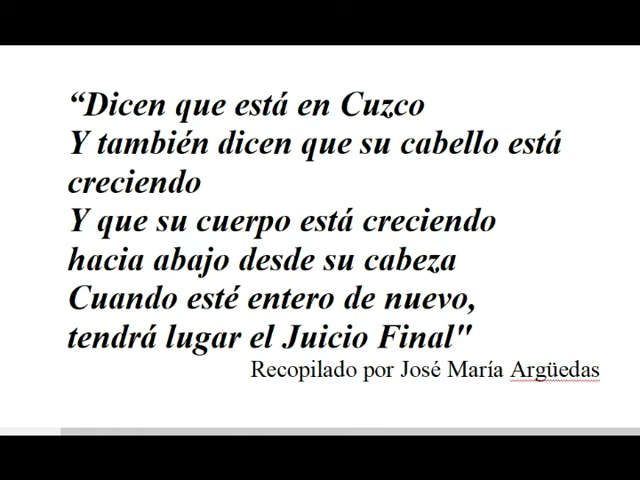 “Dicen que está en Cuzco
Y también dicen que su cabello está
creciendo
Y que su cuerpo está creciendo
hacia abajo desde su cabeza
Cuando esté entero de nuevo,
tendrá lugar el Juicio Final"
Recopilado por José María Argüedas